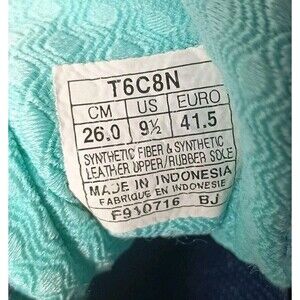 T6C8N
CM US EURO
26.0 9½ 41.5
SYNTHETIC FIBER & SYNTHETIC
LEATHER UPPER/RUBBER SOLE
MADE IN INDONESIA
FABRIQUE EN INDONESIE
F910716 BJ